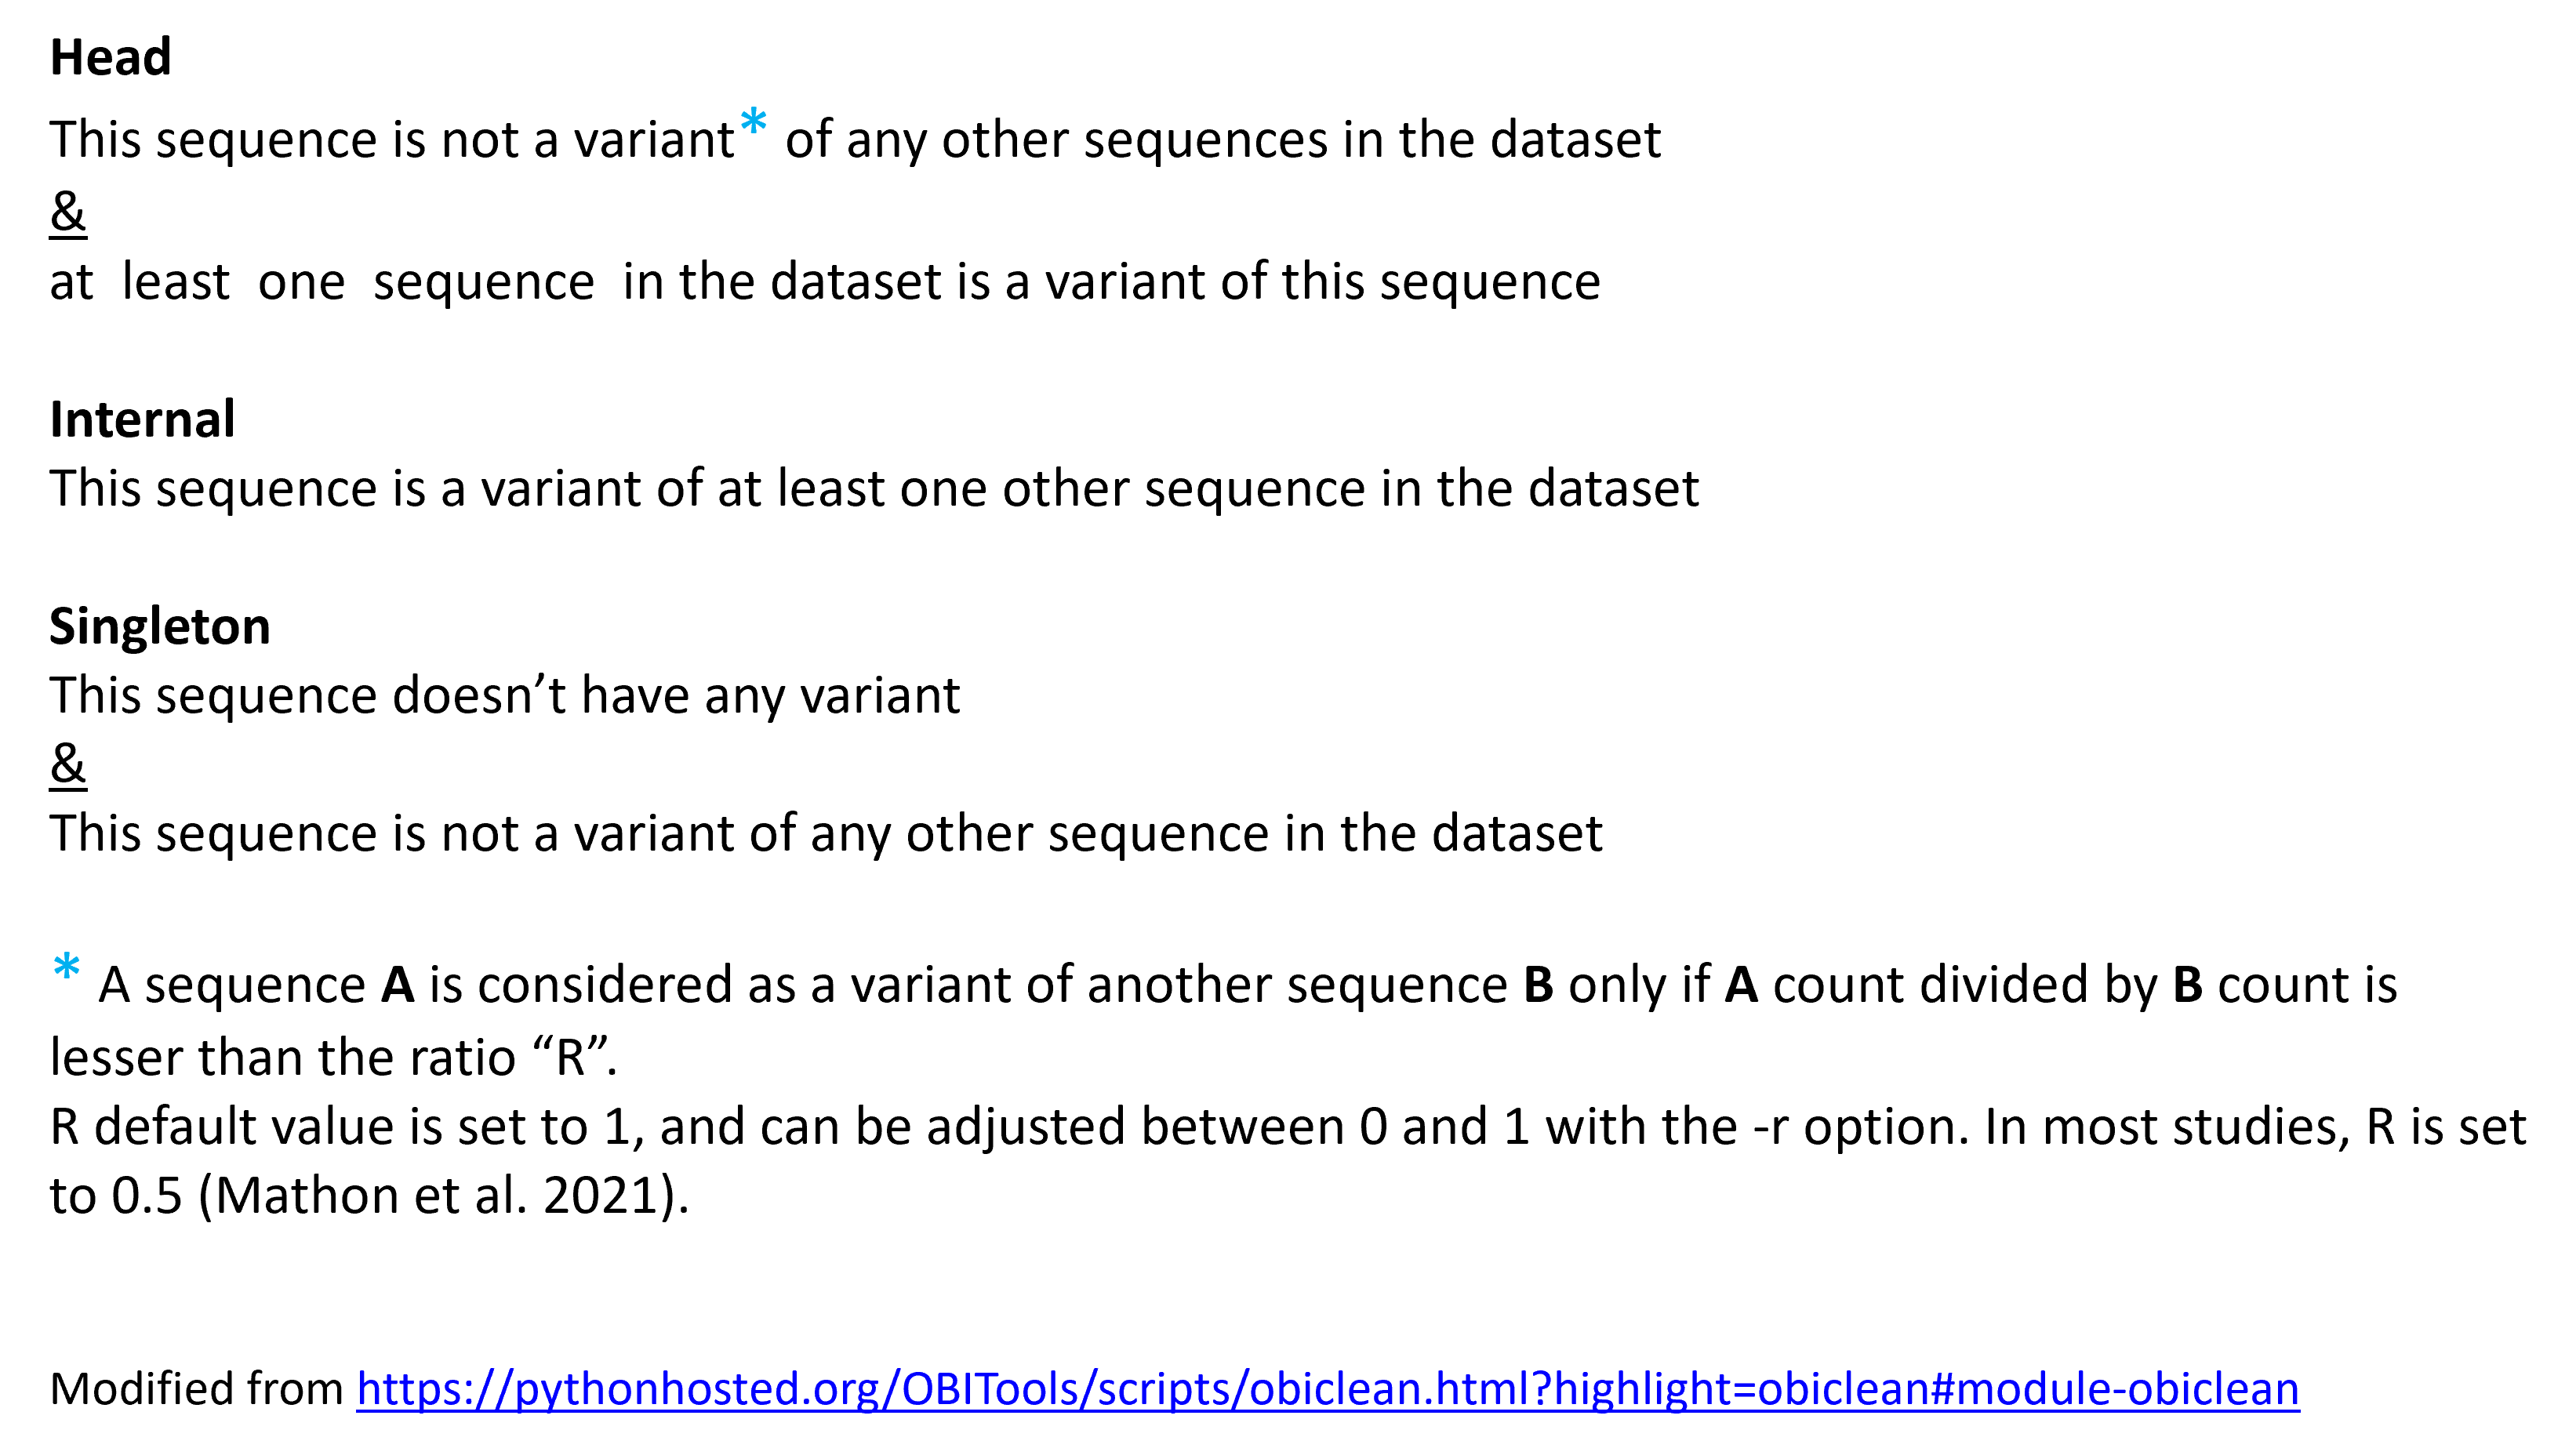 Head
This sequence is not a variant* of any other sequences in the dataset
&
at least one sequence in the dataset is a variant of this sequence
Internal
This sequence is a variant of at least one other sequence in the dataset
Singleton
This sequence doesn’t have any variant
&
This sequence is not a variant of any other sequence in the dataset
* A sequence A is considered as a variant of another sequence B only if A count divided by B count is
lesser than the ratio “R”.
R default value is set to 1, and can be adjusted between 0 and 1 with the -r option. In most studies, R is set
to 0.5 (Mathon et al. 2021).
Modified from https://pythonhosted.org/OBITools/scripts/obiclean.html?highlight=obiclean#module-obiclean